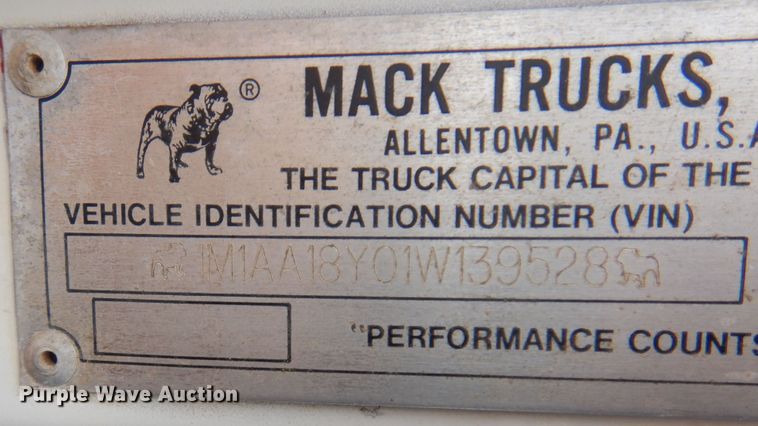 ®
MACK TRUCKS,
ALLENTOWN, PA., U.S.A
THE TRUCK CAPITAL OF THE
VEHICLE IDENTIFICATION NUMBER (VIN)
1M1AA18Y01W139528
"PERFORMANCE COUNTS
Purple Wave Auction